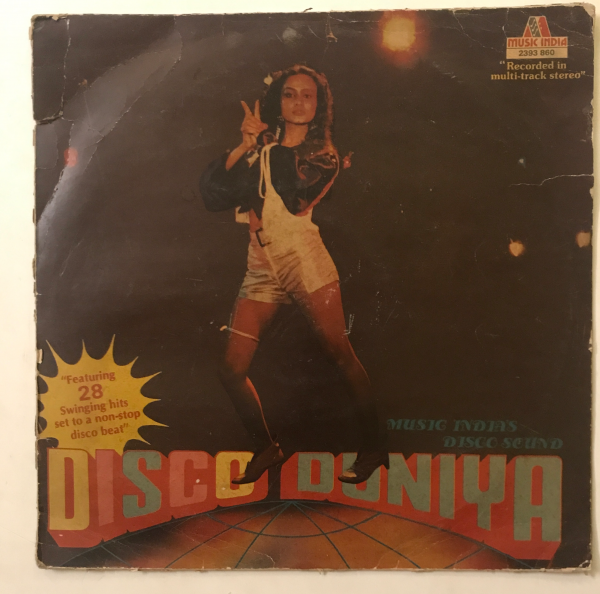 MUSIC INDIA
2393 860
"Recorded in
multi-track stereo"
"Featuring
28
Swinging hits
set to a non-stop
disco beat"
MUSIC INDIA'S
DISCO SOUND
DISCO DUNIYA